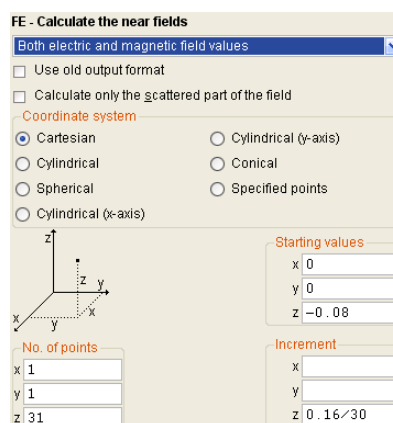 FE - Calculate the near fields
Both electric and magnetic field values
Use old output format
Calculate only the scattered part of the field
Coordinate system
Cartesian
Cylindrical (y-axis)
Cylindrical
Conical
Spherical
Specified points
Cylindrical (x-axis)
z
z y
x
x y
Starting values
x 0
y 0
z -0.08
No. of points
x 1
y 1
z 31
Increment
x
y
z 0.16/30